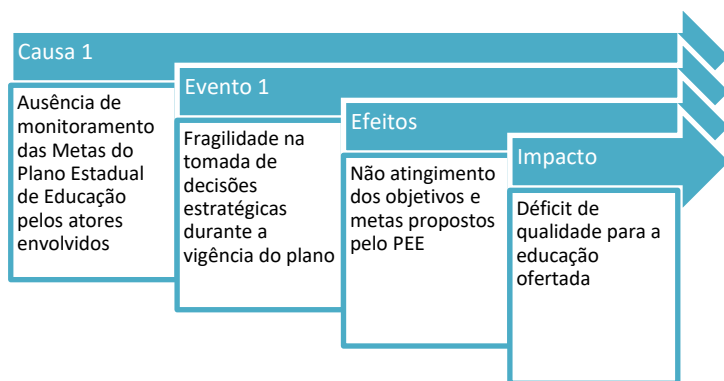 Causa 1
Ausência de
monitoramento
das Metas do
Plano Estadual
de Educação
pelos atores
envolvidos
Evento 1
Fragilidade na
tomada de
decisões
estratégicas
durante a
vigência do plano
Efeitos
Não atingimento
dos objetivos e
metas propostos
pelo PEE
Impacto
Déficit de
qualidade para a
educação
ofertada